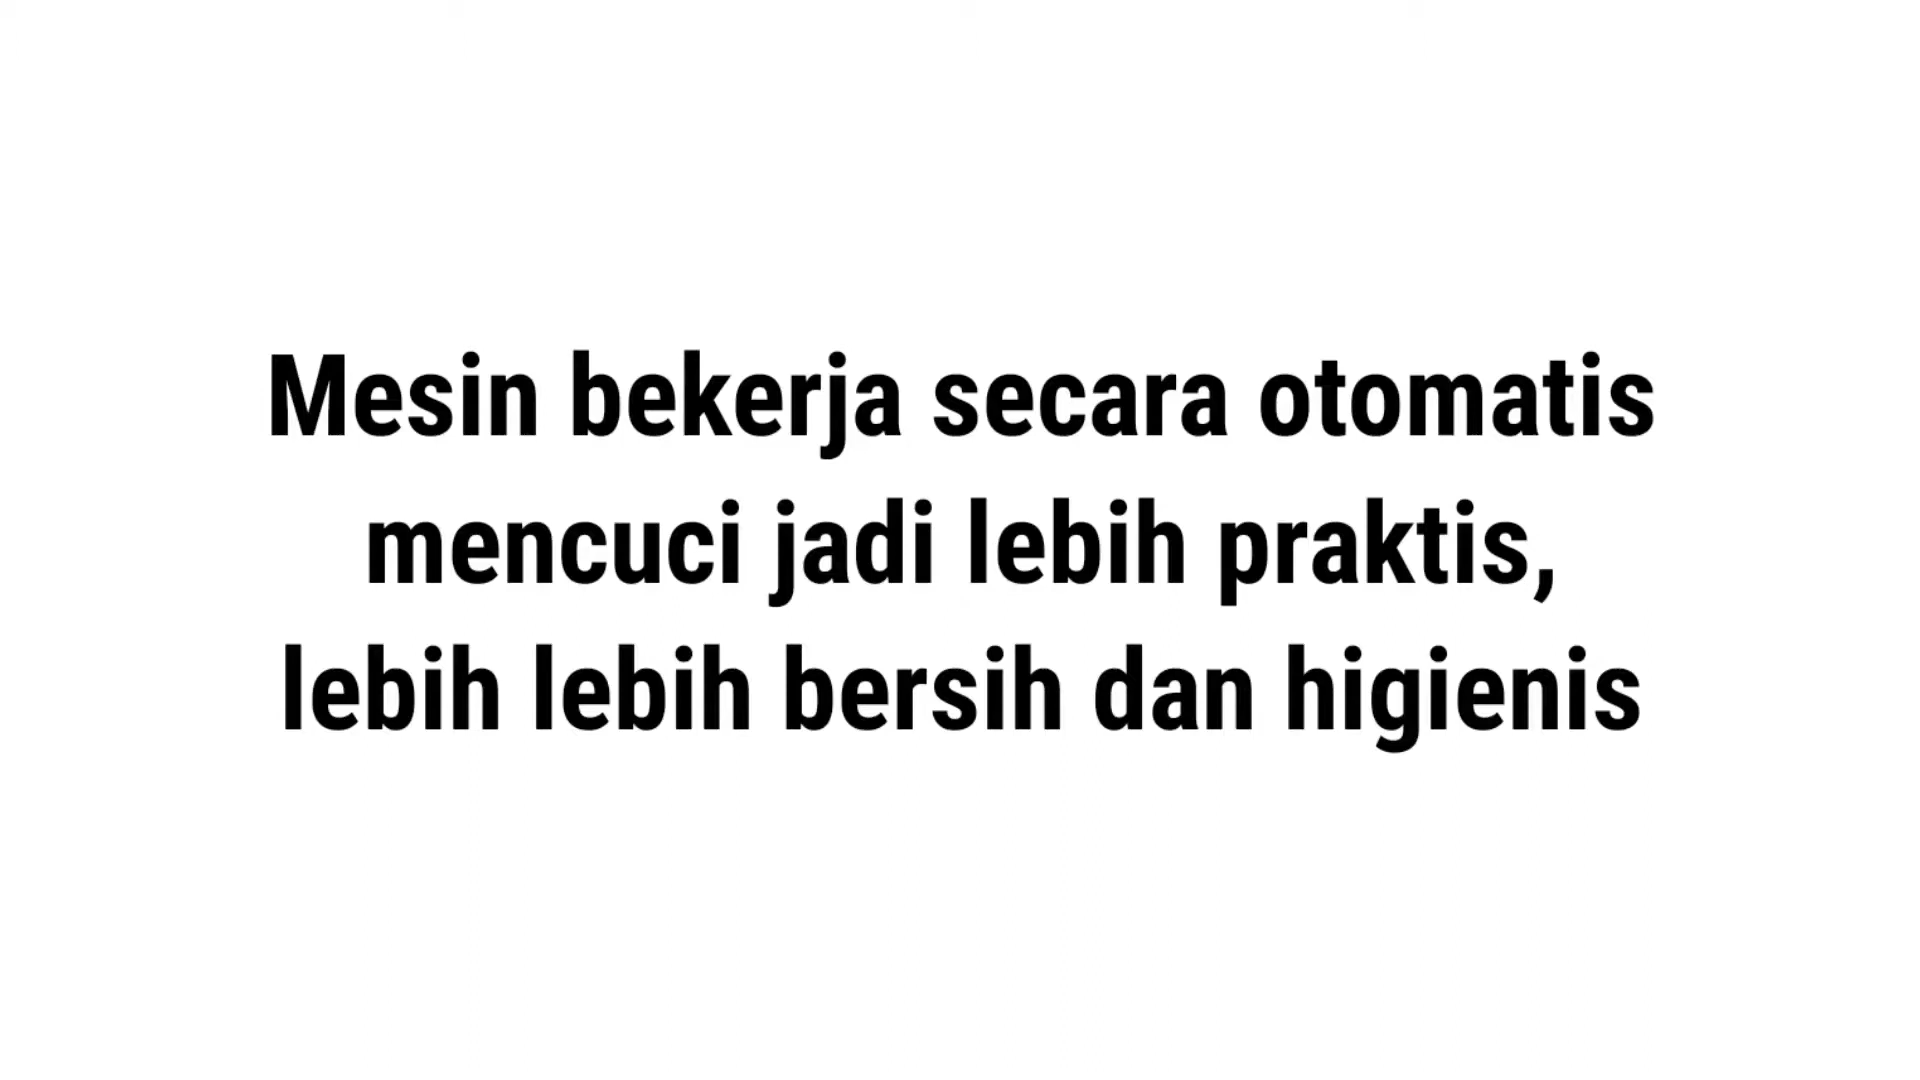 Mesin bekerja secara otomatis
mencuci jadi lebih praktis,
lebih lebih bersih dan higienis